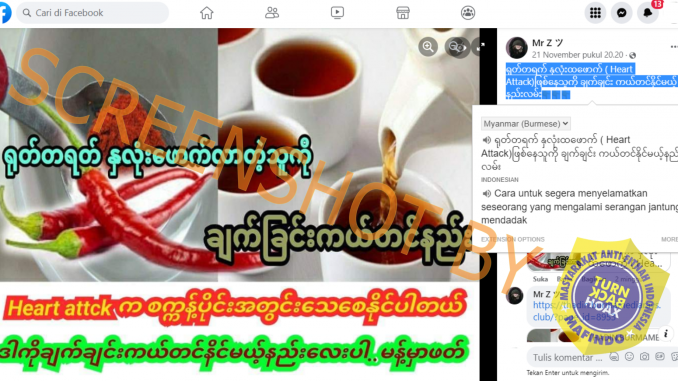 Cari di Facebook
13
ရုတ်တရတ် နှလုံးဖောက်လာတဲ့သူကို
ချက်ခြင်းကယ်တင်နည်း
Heart attck က စက္ကန့်ပိုင်းအတွင်းသေစေနိုင်ပါတယ်
ဒါကိုချက်ချင်းကယ်တင်နိင်မယ့်နည်းလေးပါ..မန့်မှာဖတ်
SCREENSHOT BY
Mr Z ツ
21 November pukul 20.20
ရုတ်တရက် နှလုံးထဖောက် ( Heart
Attack)ဖြစ်နေသူကို ချက်ချင်း ကယ်တင်နိုင်မယ့်
နည်းလမ်း
Myanmar (Burmese)
ရုတ်တရက် နှလုံးထဖောက် ( Heart
Attack)ဖြစ်နေသူကို ချက်ချင်း ကယ်တင်နိုင်မယ့်နည်း
လမ်း
INDONESIAN
Cara untuk segera menyelamatkan
seseorang yang mengalami serangan jantung
mendadak
EXTENSION OPTIONS
MORE
Suka
Mr Z
https://
club/?
MASYARAKAT ANTI FITNAH INDONESIA
TURN
BACK
HOAX
MAFINDO
Tulis komentar
Tekan Enter untuk mengirim.